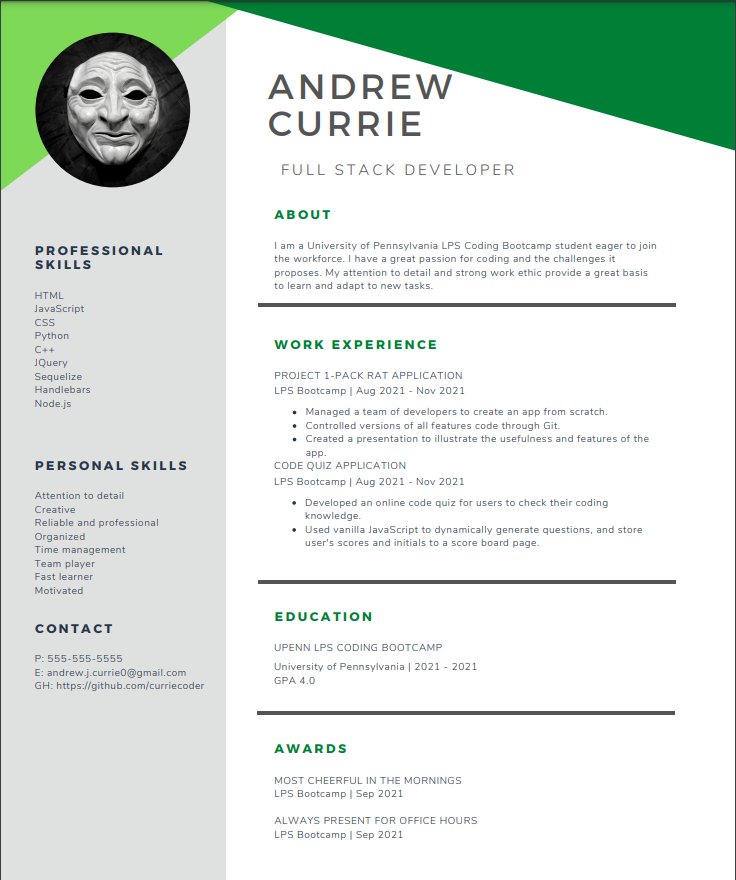 ANDREW
CURRIE
FULL STACK DEVELOPER
PROFESSIONAL
SKILLS
HTML
JavaScript
CSS
Python
C++
JQuery
Sequelize
Handlebars
Node.js
PERSONAL SKILLS
Attention to detail
Creative
Reliable and professional
Organized
Time management
Team player
Fast learner
Motivated
CONTACT
P: 555-555-5555
E: andrew.j.currie0@gmail.com
GH: https://github.com/curriecoder
ABOUT
I am a University of Pennsylvania LPS Coding Bootcamp student eager to join
the workforce. I have a great passion for coding and the challenges it
proposes. My attention to detail and strong work ethic provide a great basis
to learn and adapt to new tasks.
WORK EXPERIENCE
PROJECT 1-PACK RAT APPLICATION
LPS Bootcamp | Aug 2021 - Nov 2021
• Managed a team of developers to create an app from scratch.
• Controlled versions of all features code through Git.
• Created a presentation to illustrate the usefulness and features of the
app.
CODE QUIZ APPLICATION
LPS Bootcamp | Aug 2021 - Nov 2021
• Developed an online code quiz for users to check their coding
knowledge.
• Used vanilla JavaScript to dynamically generate questions, and store
user's scores and initials to a score board page.
EDUCATION
UPENN LPS CODING BOOTCAMP
University of Pennsylvania | 2021 - 2021
GPA 4.0
AWARDS
MOST CHEERFUL IN THE MORNINGS
LPS Bootcamp | Sep 2021
ALWAYS PRESENT FOR OFFICE HOURS
LPS Bootcamp | Sep 2021